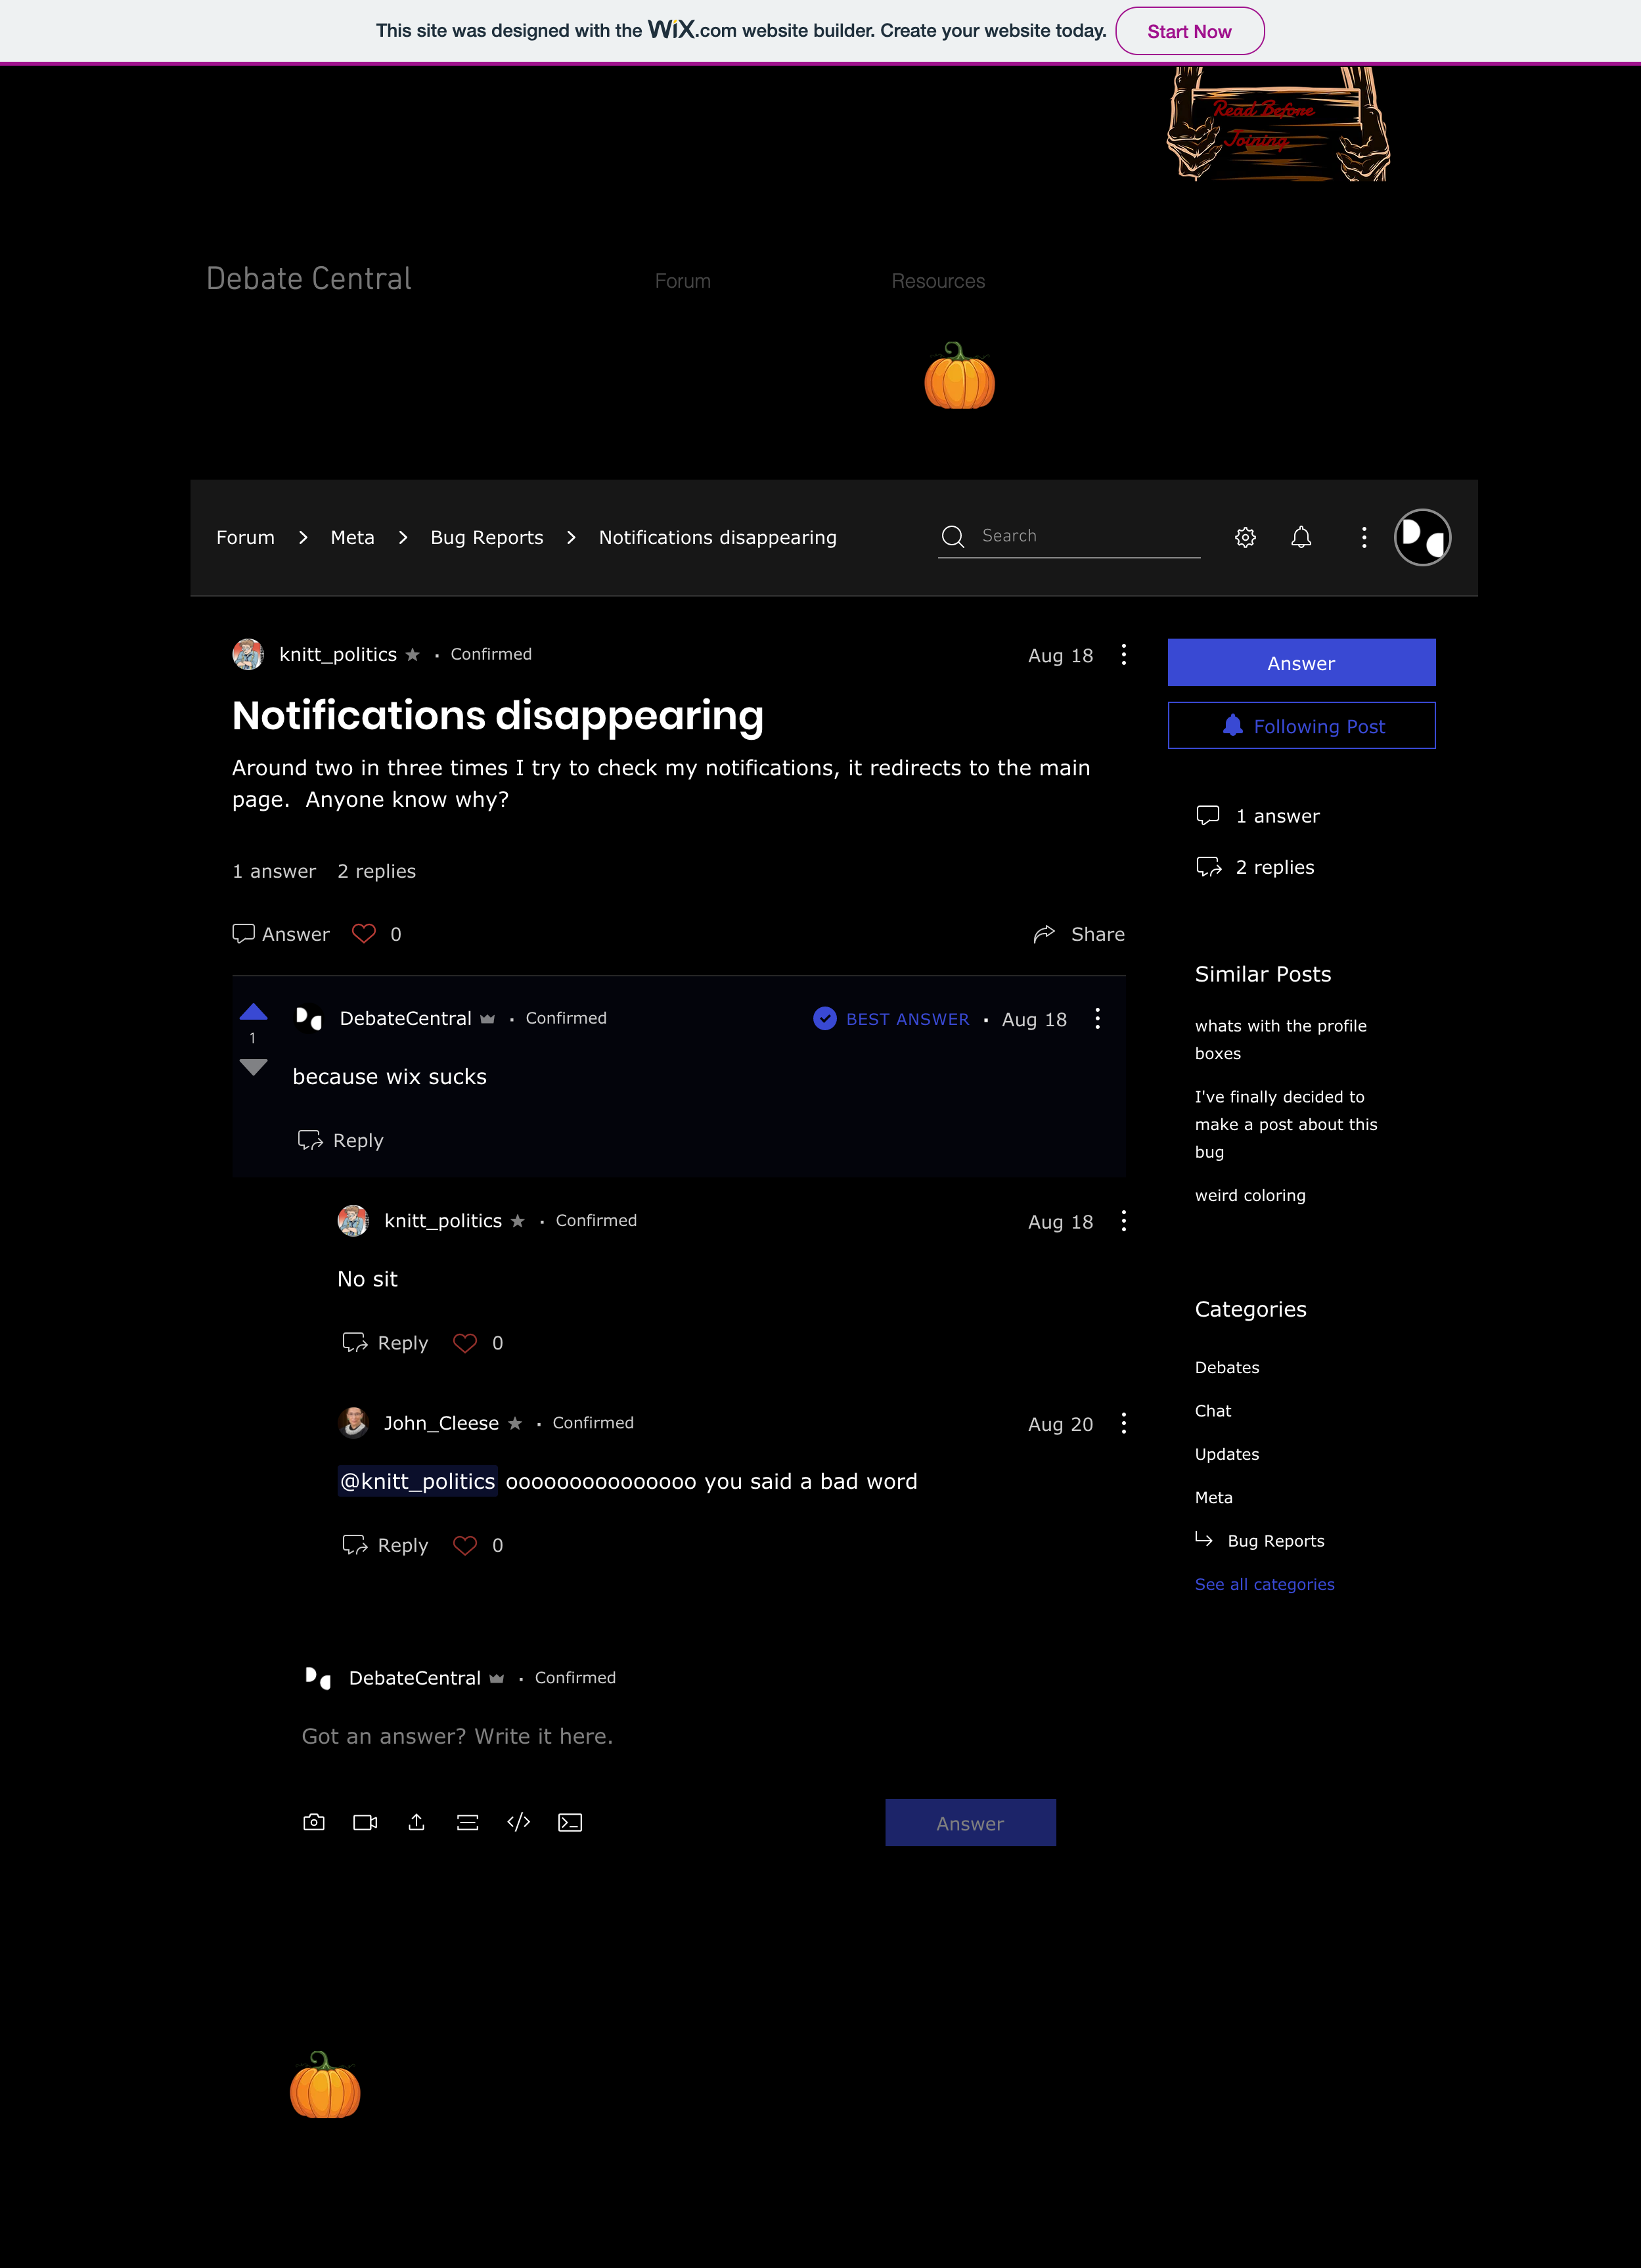 This site was designed with the WiX.com website builder. Create your website today. Start Now
Read Before
Joining
Debate Central Forum Resources
Forum > Meta > Bug Reports > Notifications disappearing Search
knitt_politics ★ · Confirmed Aug 18
Answer
Notifications disappearing
Following Post
Around two in three times I try to check my notifications, it redirects to the main
page.  Anyone know why?
1 answer
1 answer 2 replies
2 replies
Answer 0 Share
Similar Posts
whats with the profile
boxes
I've finally decided to
make a post about this
bug
weird coloring
DebateCentral · Confirmed BEST ANSWER · Aug 18
1
because wix sucks
Reply
knitt_politics ★ · Confirmed Aug 18
No sit
Reply 0
John_Cleese ★ · Confirmed Aug 20
@knitt_politics ooooooooooooooo you said a bad word
Reply 0
Categories
Debates
Chat
Updates
Meta
Bug Reports
See all categories
DebateCentral · Confirmed
Got an answer? Write it here.
Answer